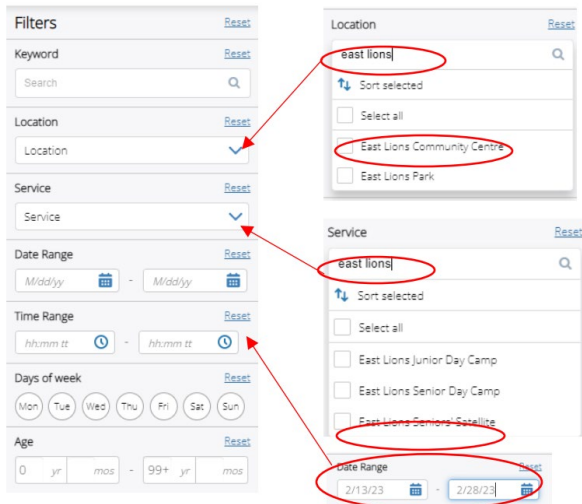 Filters Reset
Keyword Reset
Search
Location Reset
Location
Service Reset
Service
Date Range Reset
M/dd/yy - M/dd/yy
Time Range Reset
hh:mm tt - hh:mm tt
Days of week Reset
Mon Tue Wed Thu Fri Sat Sun
Age Reset
0 yr mos - 99+ yr mos
Location Reset
east lions
Sort selected
Select all
East Lions Community Centre
East Lions Park
Service Reset
east lions
Sort selected
Select all
East Lions Junior Day Camp
East Lions Senior Day Camp
East Lions Seniors' Satellite
Date Range Reset
2/13/23 - 2/28/23